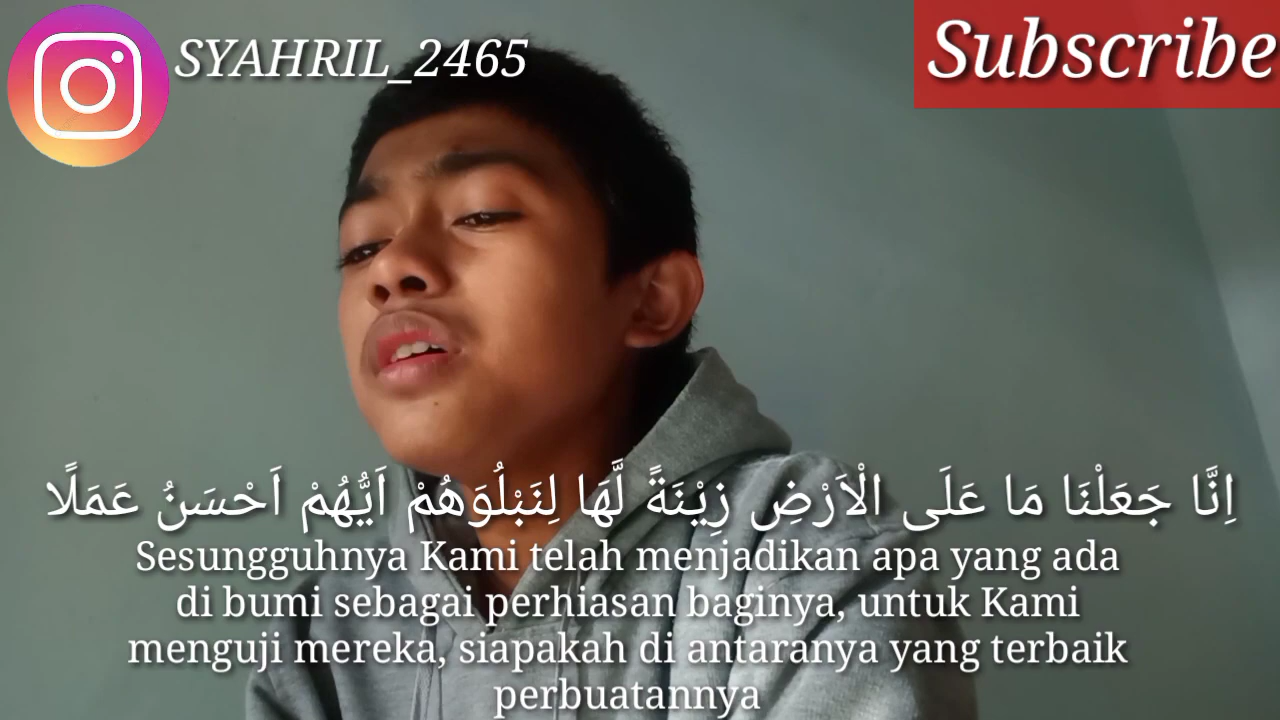 SYAHRIL_2465
Subscribe
اِنَّا جَعَلْنَا مَا عَلَى الْاَرْضِ زِيْنَةً لَّهَا لِنَبْلُوَهُمْ اَيُّهُمْ اَحْسَنُ عَمَلًا
Sesungguhnya Kami telah menjadikan apa yang ada
di bumi sebagai perhiasan baginya, untuk Kami
menguji mereka, siapakah di antaranya yang terbaik
perbuatannya